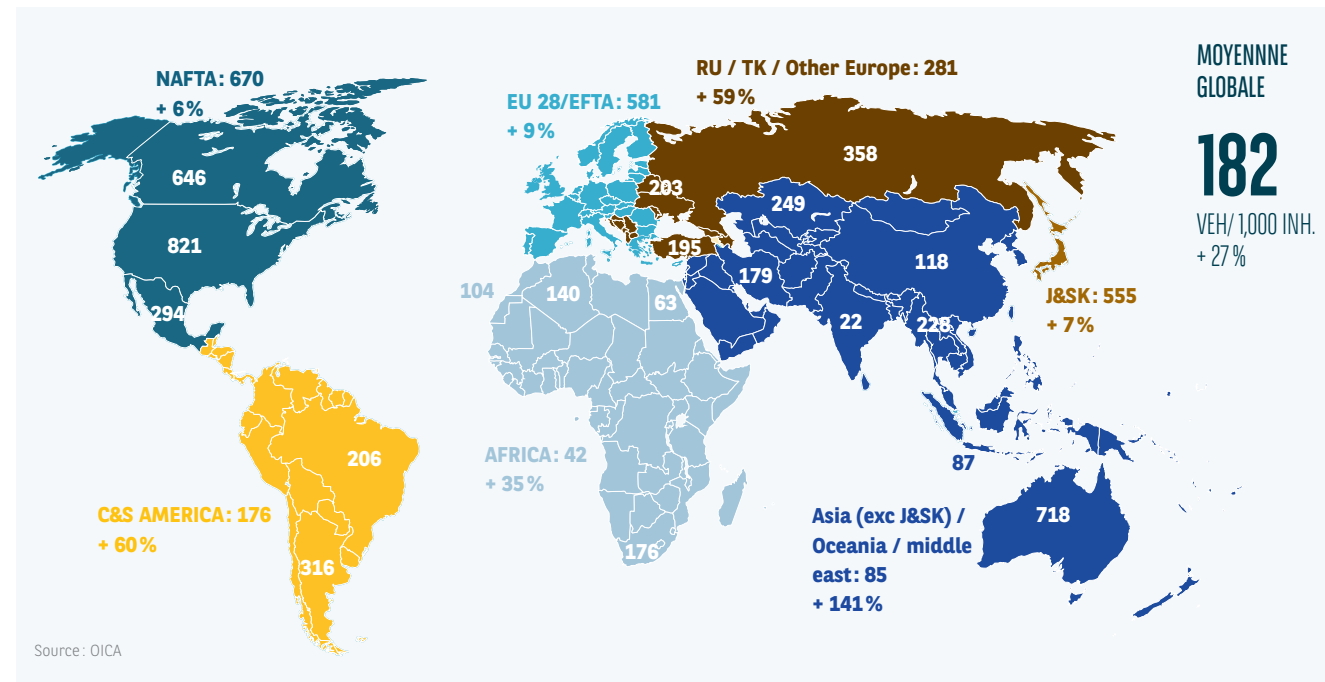 NAFTA: 670
+ 6%
646
821
294
C&S AMERICA: 176
+ 60%
206
316
EU 28/EFTA: 581
+ 9%
RU / TK / Other Europe: 281
+ 59%
358
203
195
104
140
63
AFRICA: 42
+ 35%
176
249
179
118
22
228
87
718
J&SK: 555
+ 7%
Asia (exc J&SK) /
Oceania / middle
east: 85
+ 141%
MOYENNNE
GLOBALE
182
VEH/ 1,000 INH.
+ 27%
Source: OICA